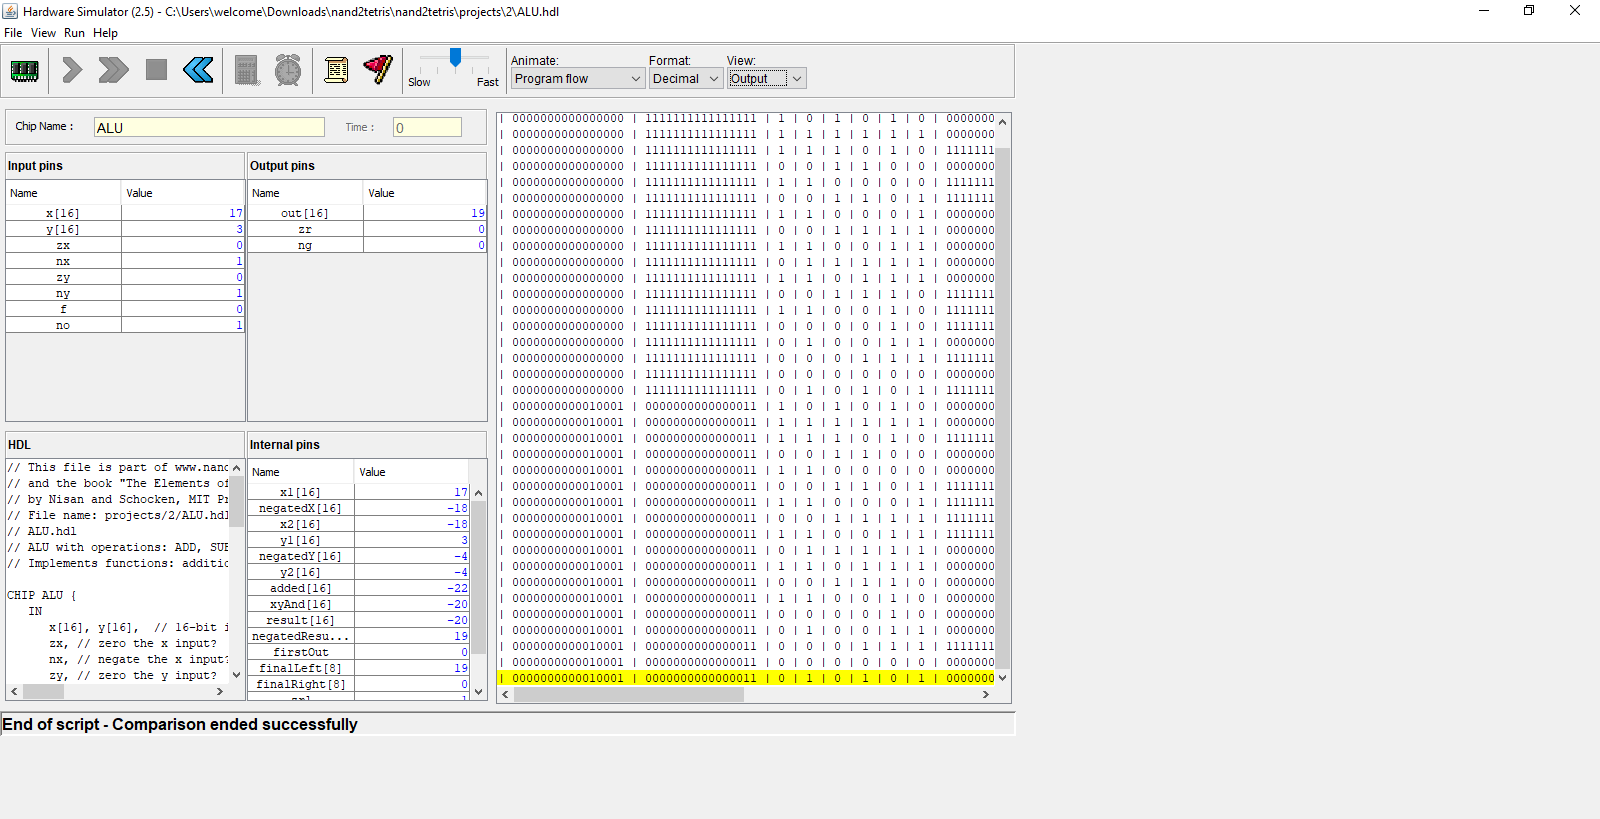 Hardware Simulator (2.5) - C:\Users\welcome\Downloads\nand2tetris\nand2tetris\projects\2\ALU.hdl
File View Run Help
Slow Fast
Animate: Format: View:
Program flow Decimal Output
Chip Name : ALU Time : 0
Input pins
Name Value
x[16] 17
y[16] 3
zx 0
nx 1
zy 0
ny 1
f 0
no 1
Output pins
Name Value
out[16] 19
zr 0
ng 0
HDL
// This file is part of www.nand
// and the book "The Elements of
// by Nisan and Schocken, MIT Pr
// File name: projects/2/ALU.hdl
// ALU.hdl
// ALU with operations: ADD, SUB
// Implements functions: additio
CHIP ALU {
IN
x[16], y[16], // 16-bit i
zx, // zero the x input?
nx, // negate the x input?
zy, // zero the y input?
Internal pins
Name Value
x1[16] 17
negatedX[16] -18
x2[16] -18
y1[16] 3
negatedY[16] -4
y2[16] -4
added[16] -22
xyAnd[16] -20
result[16] -20
negatedResu... 19
firstOut 0
finalLeft[8] 19
finalRight[8] 0
| 0000000000000000 | 1111111111111111 | 1 | 0 | 1 | 0 | 1 | 0 | 0000000
| 0000000000000000 | 1111111111111111 | 1 | 1 | 1 | 1 | 1 | 1 | 0000000
| 0000000000000000 | 1111111111111111 | 1 | 1 | 1 | 0 | 1 | 0 | 1111111
| 0000000000000000 | 1111111111111111 | 0 | 0 | 1 | 1 | 0 | 0 | 0000000
| 0000000000000000 | 1111111111111111 | 1 | 1 | 0 | 0 | 0 | 0 | 1111111
| 0000000000000000 | 1111111111111111 | 0 | 0 | 1 | 1 | 0 | 1 | 1111111
| 0000000000000000 | 1111111111111111 | 1 | 1 | 0 | 0 | 0 | 1 | 0000000
| 0000000000000000 | 1111111111111111 | 0 | 0 | 1 | 1 | 1 | 1 | 0000000
| 0000000000000000 | 1111111111111111 | 1 | 1 | 0 | 0 | 1 | 1 | 0000000
| 0000000000000000 | 1111111111111111 | 0 | 1 | 1 | 1 | 1 | 1 | 0000000
| 0000000000000000 | 1111111111111111 | 1 | 1 | 0 | 1 | 1 | 1 | 0000000
| 0000000000000000 | 1111111111111111 | 0 | 0 | 1 | 1 | 1 | 0 | 1111111
| 0000000000000000 | 1111111111111111 | 1 | 1 | 0 | 0 | 1 | 0 | 1111111
| 0000000000000000 | 1111111111111111 | 0 | 0 | 0 | 0 | 1 | 0 | 1111111
| 0000000000000000 | 1111111111111111 | 0 | 1 | 0 | 0 | 1 | 1 | 0000000
| 0000000000000000 | 1111111111111111 | 0 | 0 | 0 | 1 | 1 | 1 | 1111111
| 0000000000000000 | 1111111111111111 | 0 | 0 | 0 | 0 | 0 | 0 | 0000000
| 0000000000000000 | 1111111111111111 | 0 | 1 | 0 | 1 | 0 | 1 | 1111111
| 0000000000010001 | 0000000000000011 | 1 | 0 | 1 | 0 | 1 | 0 | 0000000
| 0000000000010001 | 0000000000000011 | 1 | 1 | 1 | 1 | 1 | 1 | 0000000
| 0000000000010001 | 0000000000000011 | 1 | 1 | 1 | 0 | 1 | 0 | 1111111
| 0000000000010001 | 0000000000000011 | 0 | 0 | 1 | 1 | 0 | 0 | 0000000
| 0000000000010001 | 0000000000000011 | 1 | 1 | 0 | 0 | 0 | 0 | 0000000
| 0000000000010001 | 0000000000000011 | 0 | 0 | 1 | 1 | 0 | 1 | 1111111
| 0000000000010001 | 0000000000000011 | 1 | 1 | 0 | 0 | 0 | 1 | 1111111
| 0000000000010001 | 0000000000000011 | 0 | 0 | 1 | 1 | 1 | 1 | 1111111
| 0000000000010001 | 0000000000000011 | 1 | 1 | 0 | 0 | 1 | 1 | 1111111
| 0000000000010001 | 0000000000000011 | 0 | 1 | 1 | 1 | 1 | 1 | 0000000
| 0000000000010001 | 0000000000000011 | 1 | 1 | 0 | 1 | 1 | 1 | 0000000
| 0000000000010001 | 0000000000000011 | 0 | 0 | 1 | 1 | 1 | 0 | 0000000
| 0000000000010001 | 0000000000000011 | 1 | 1 | 0 | 0 | 1 | 0 | 0000000
| 0000000000010001 | 0000000000000011 | 0 | 0 | 0 | 0 | 1 | 0 | 0000000
| 0000000000010001 | 0000000000000011 | 0 | 1 | 0 | 0 | 1 | 1 | 0000000
| 0000000000010001 | 0000000000000011 | 0 | 0 | 0 | 1 | 1 | 1 | 1111111
| 0000000000010001 | 0000000000000011 | 0 | 0 | 0 | 0 | 0 | 0 | 0000000
| 0000000000010001 | 0000000000000011 | 0 | 1 | 0 | 1 | 0 | 1 | 0000000
End of script - Comparison ended successfully